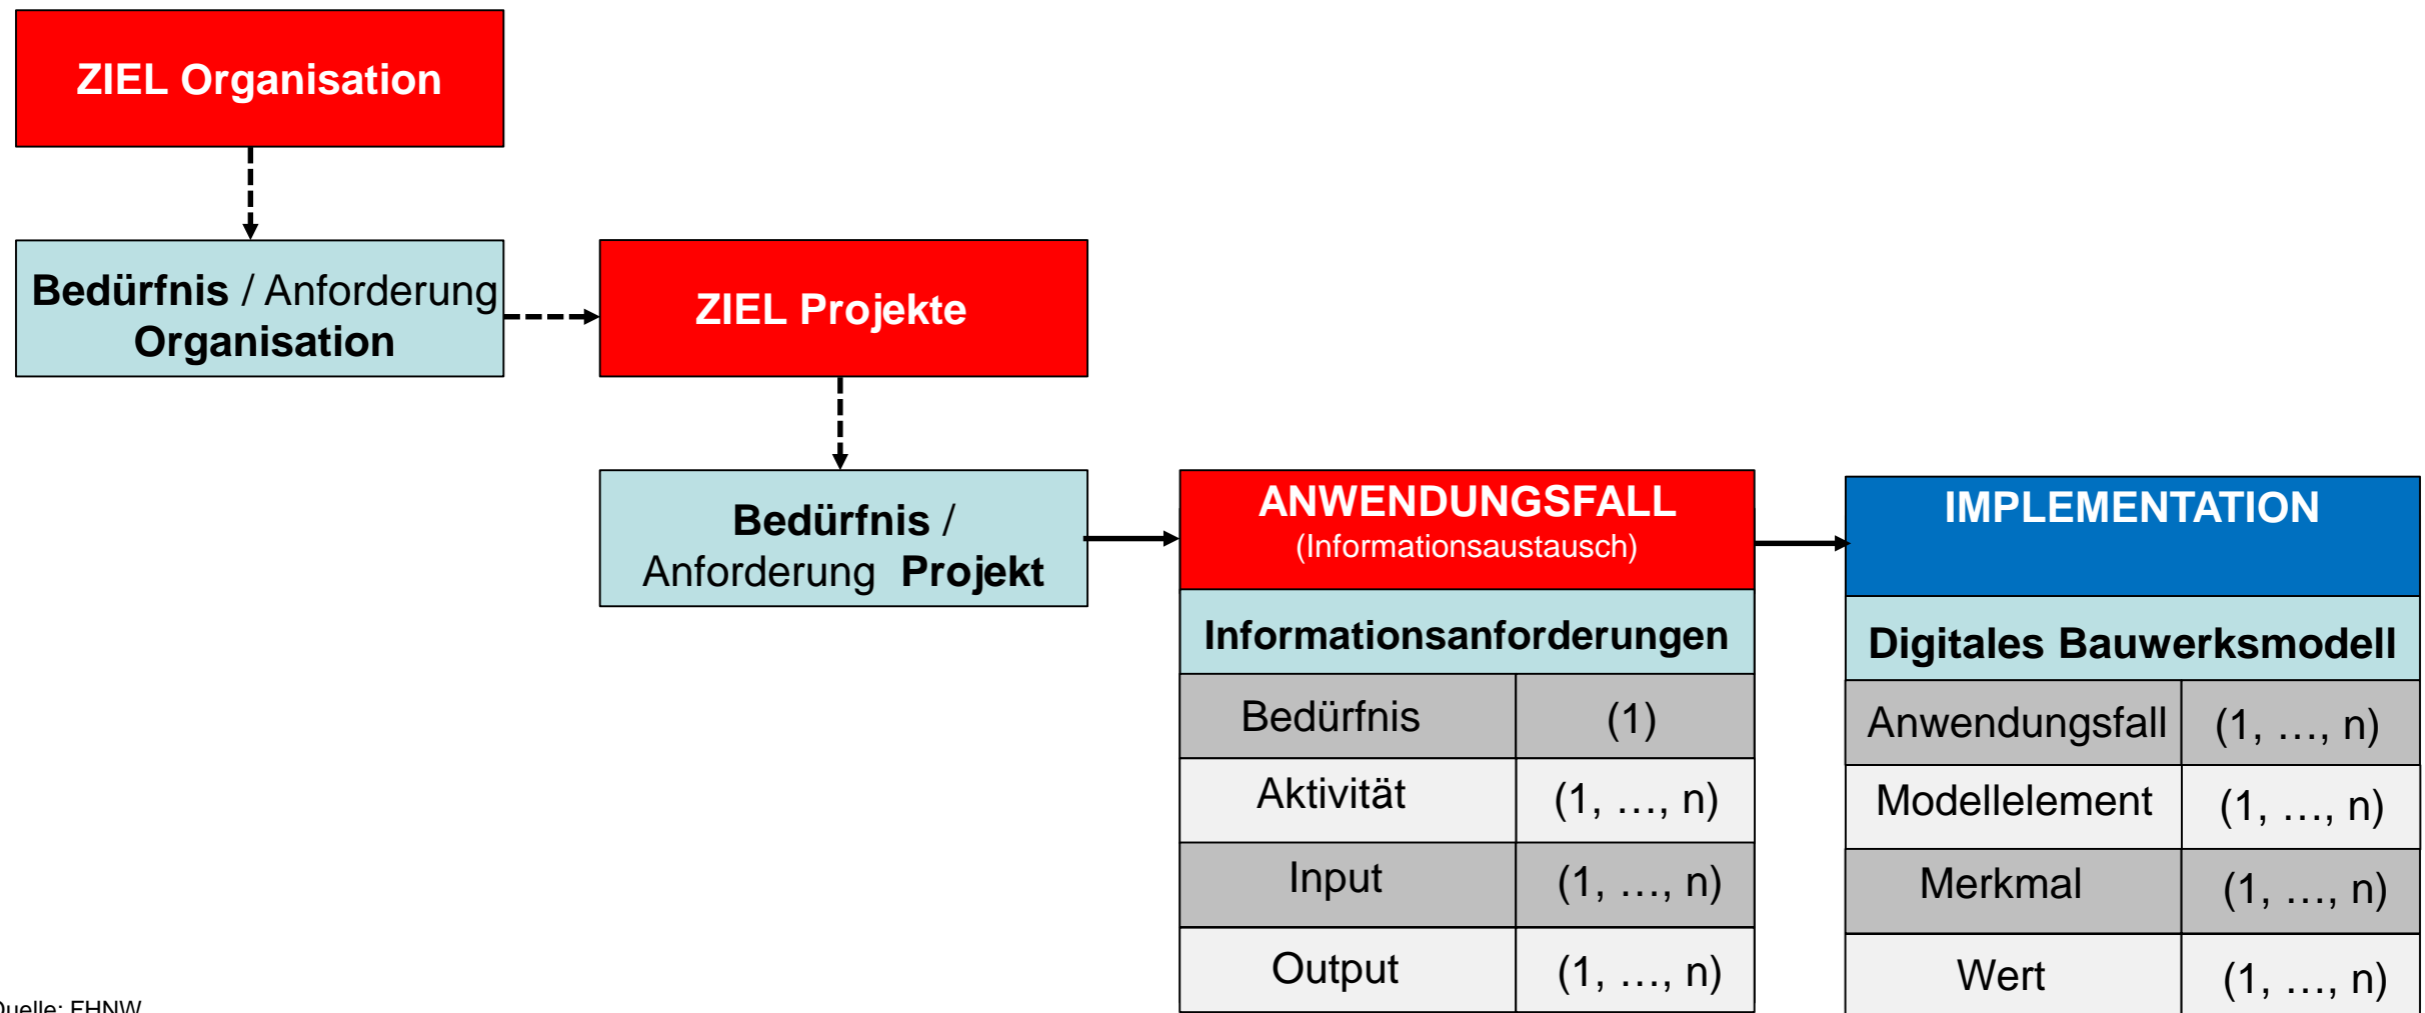 ZIEL Organisation
Bedürfnis / Anforderung
Organisation
ZIEL Projekte
Bedürfnis /
Anforderung Projekt
ANWENDUNGSFALL
(Informationsaustausch)
Informationsanforderungen
Bedürfnis (1)
Aktivität (1, …, n)
Input (1, …, n)
Output (1, …, n)
IMPLEMENTATION
Digitales Bauwerksmodell
Anwendungsfall (1, …, n)
Modellelement (1, …, n)
Merkmal (1, …, n)
Wert (1, …, n)
Quelle: FHNW